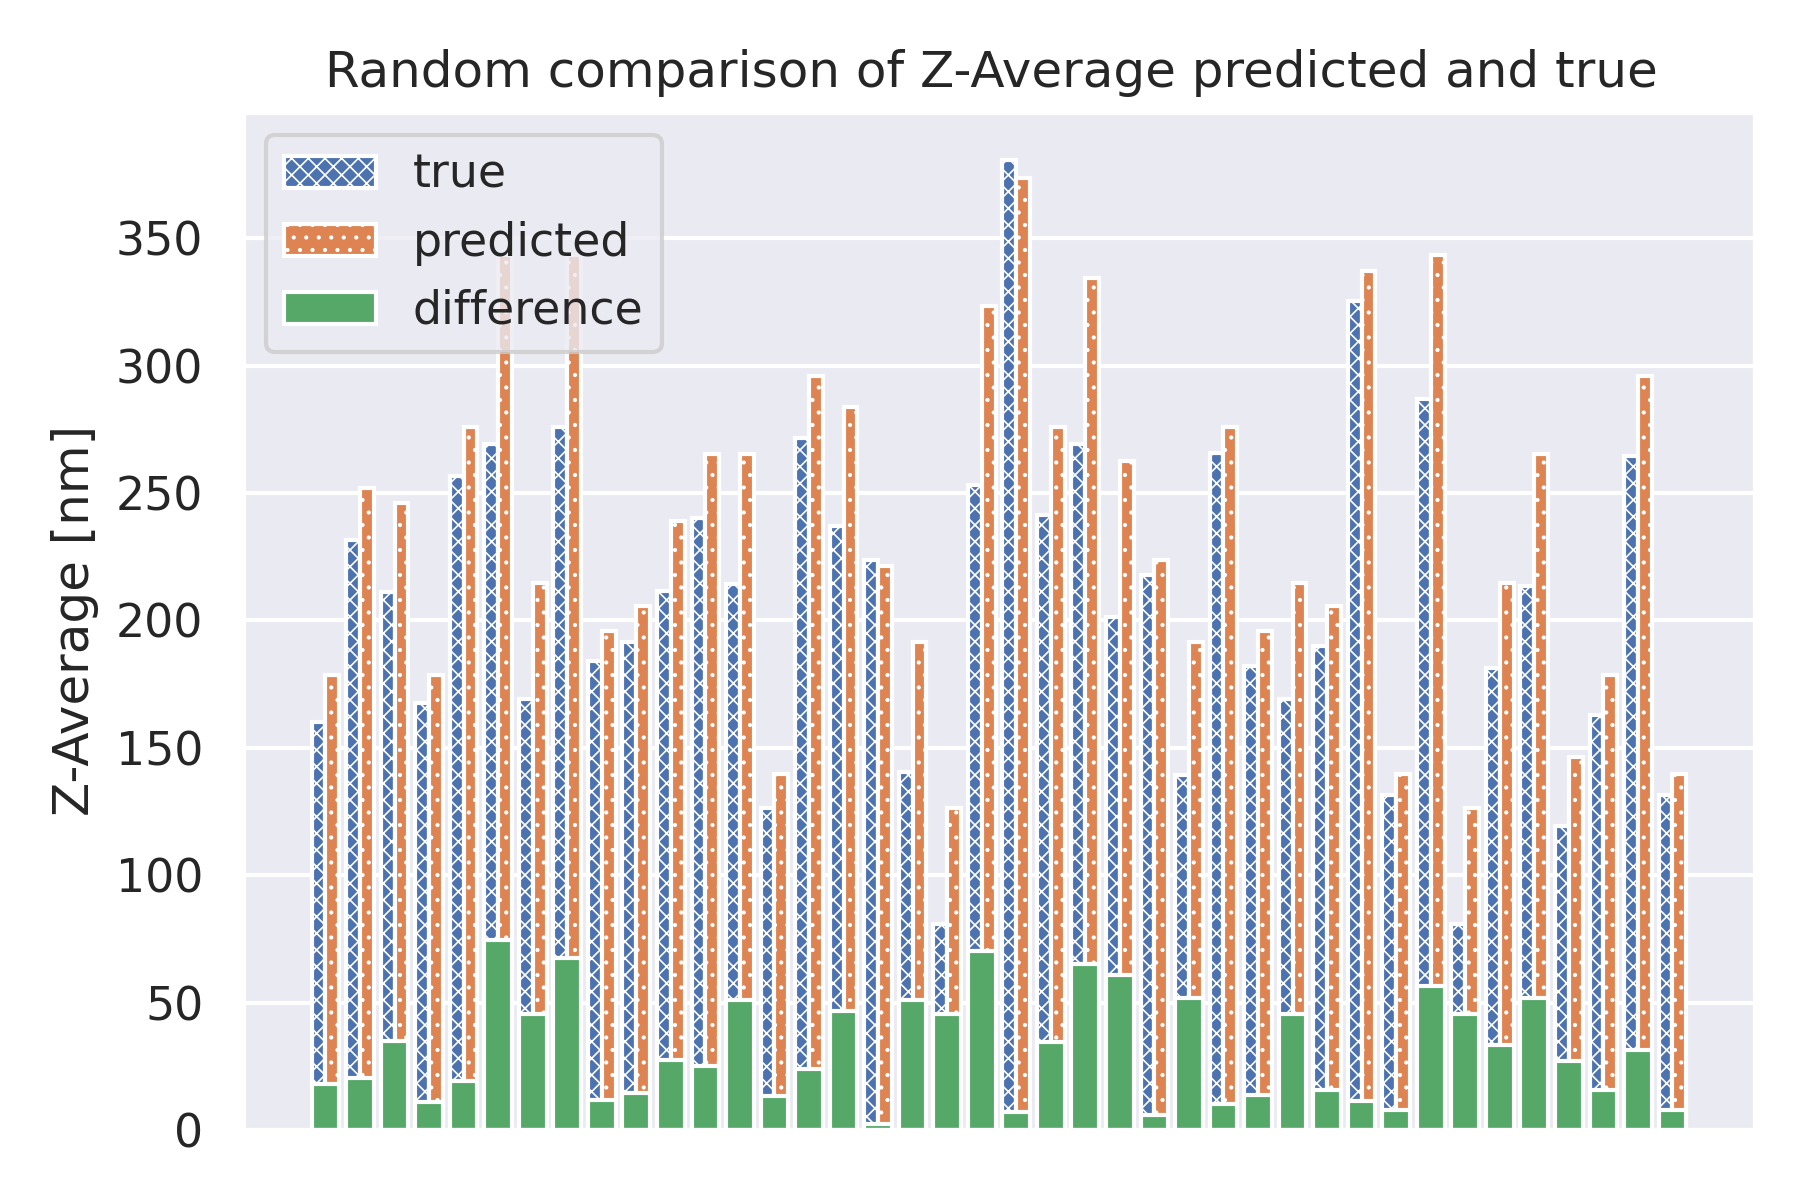 Random comparison of Z-Average predicted and true
true
predicted
difference
Z-Average [nm]
350
300
250
200
150
100
50
0